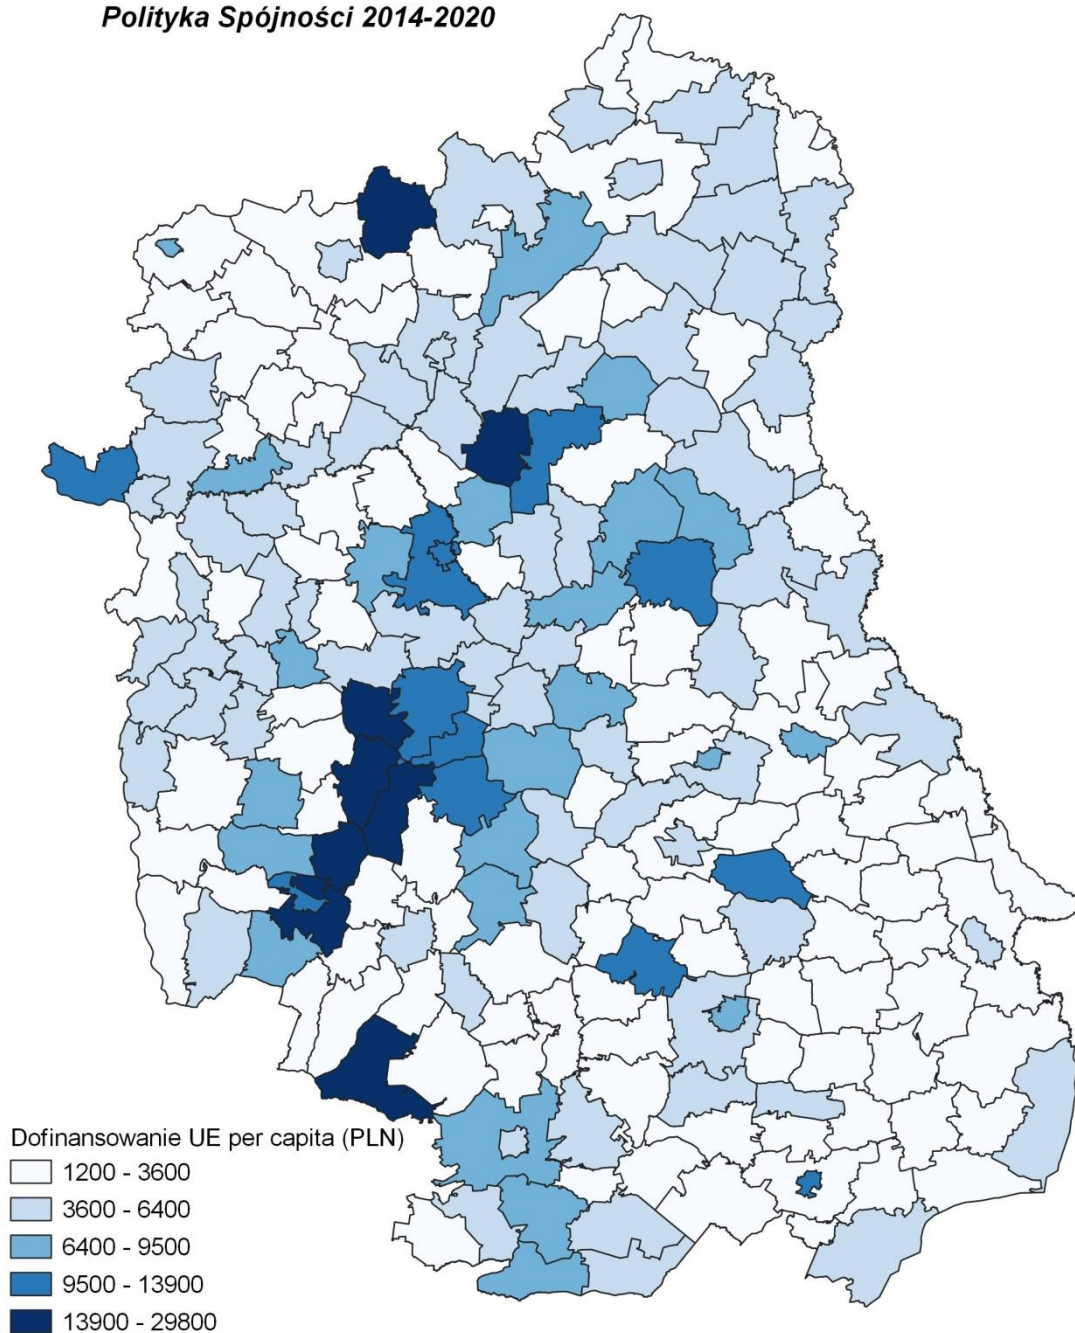 Polityka Spójności 2014-2020
Dofinansowanie UE per capita (PLN)
1200 - 3600
3600 - 6400
6400 - 9500
9500 - 13900
13900 - 29800